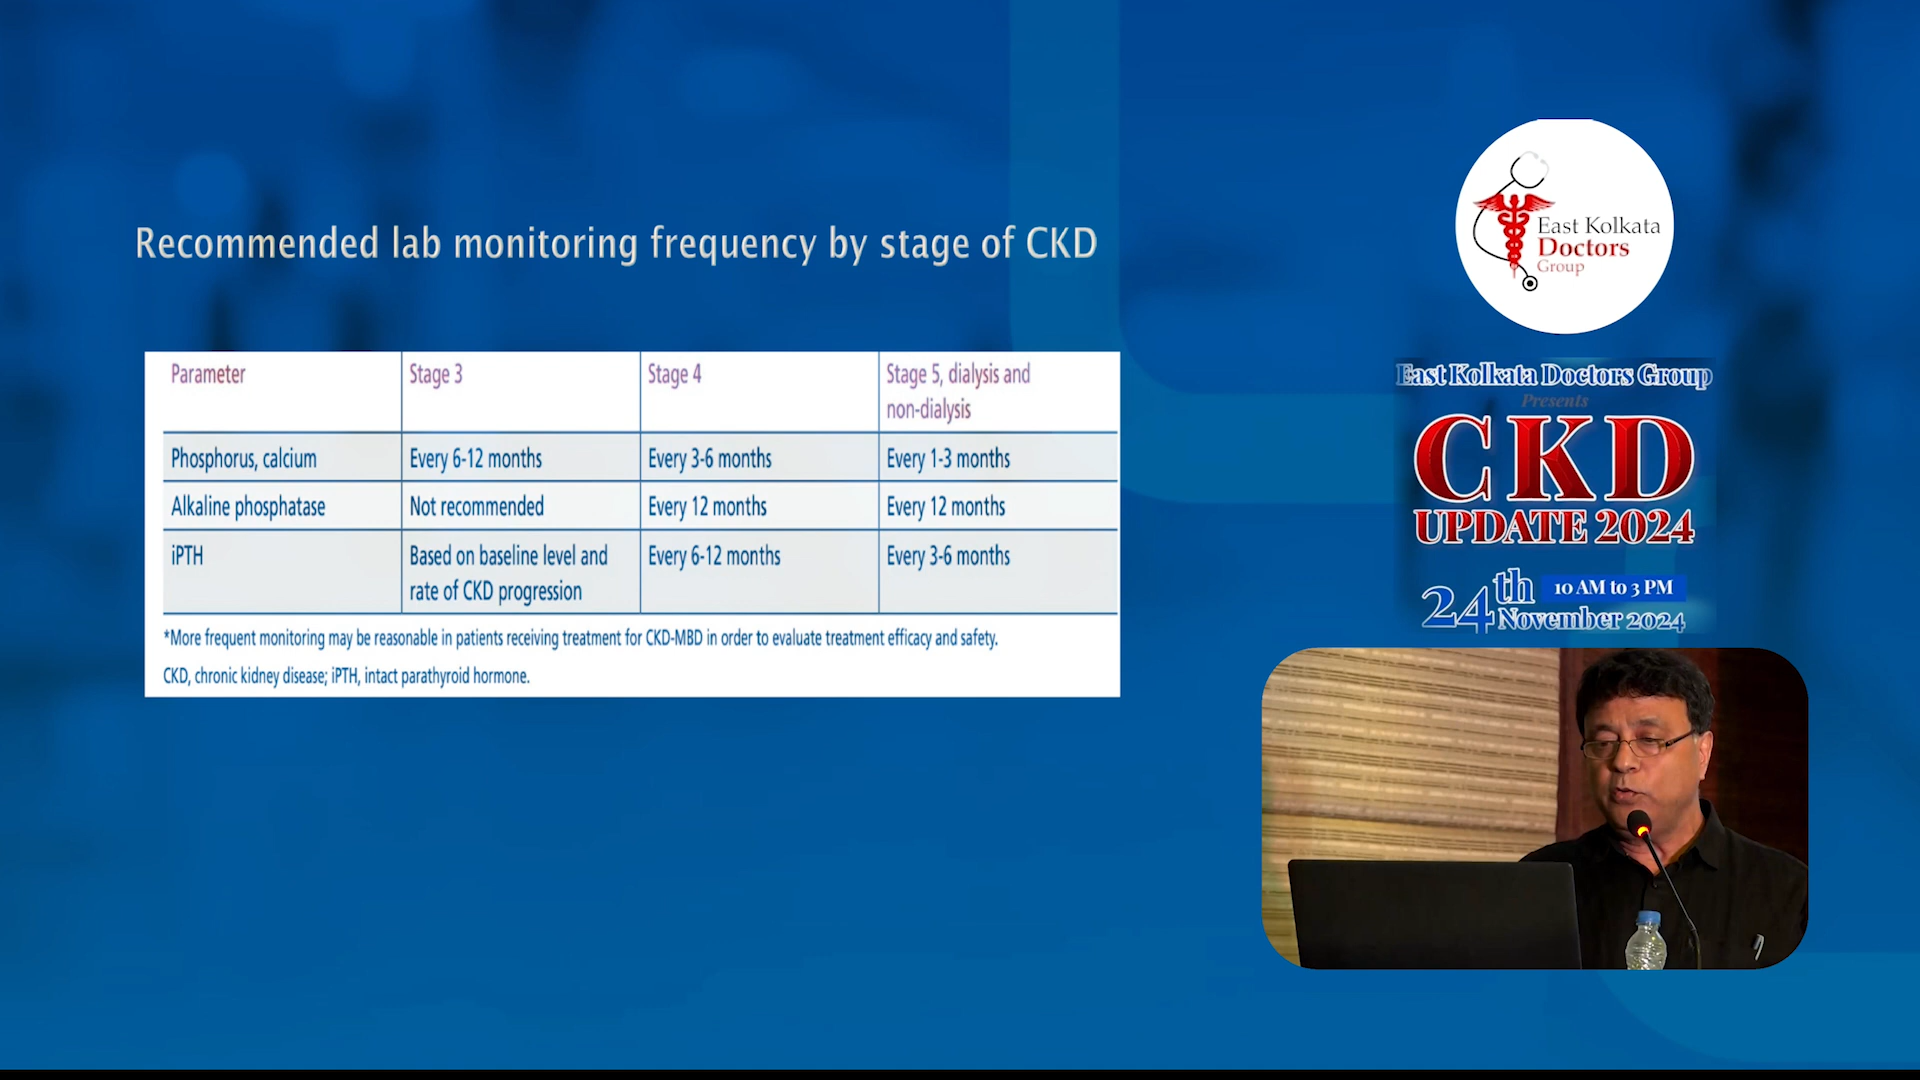 Recommended lab monitoring frequency by stage of CKD
Parameter Stage 3 Stage 4 Stage 5, dialysis and non-dialysis
Phosphorus, calcium Every 6-12 months Every 3-6 months Every 1-3 months
Alkaline phosphatase Not recommended Every 12 months Every 12 months
iPTH Based on baseline level and rate of CKD progression Every 6-12 months Every 3-6 months
*More frequent monitoring may be reasonable in patients receiving treatment for CKD-MBD in order to evaluate treatment efficacy and safety.
CKD, chronic kidney disease; iPTH, intact parathyroid hormone.
East Kolkata
Doctors
Group
East Kolkata Doctors Group
Presents
CKD
UPDATE 2024
24th 10 AM to 3 PM
November 2024